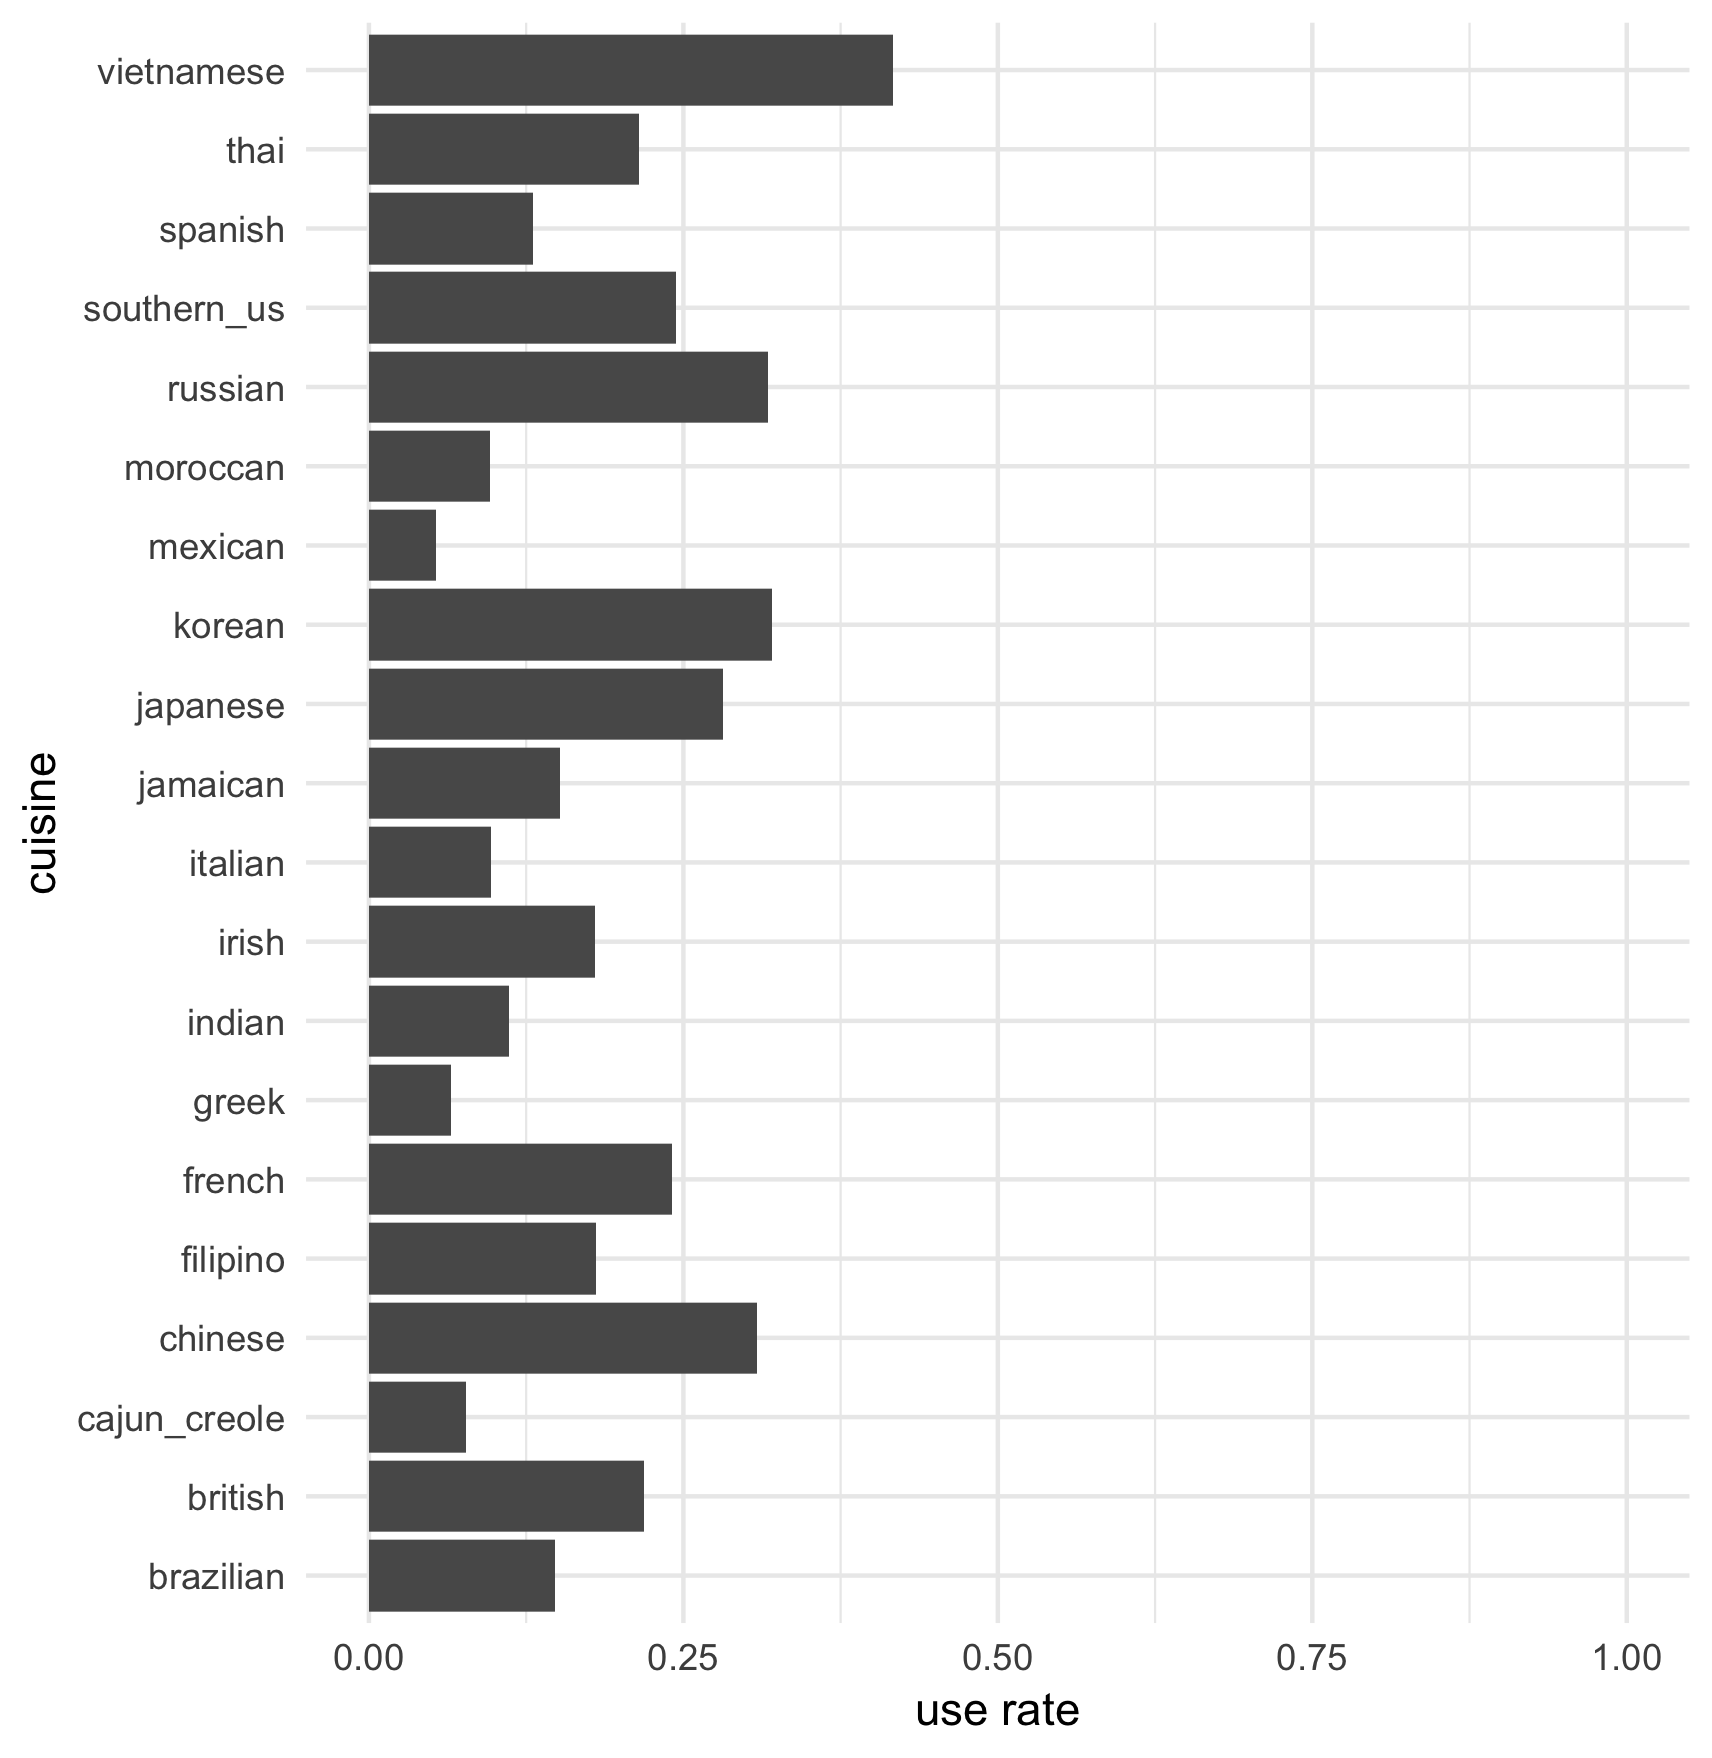 vietnamese
thai
spanish
southern_us
russian
moroccan
mexican
korean
japanese
jamaican
italian
irish
indian
greek
french
filipino
chinese
cajun_creole
british
brazilian
cuisine
0.00 0.25 0.50 0.75 1.00
use rate